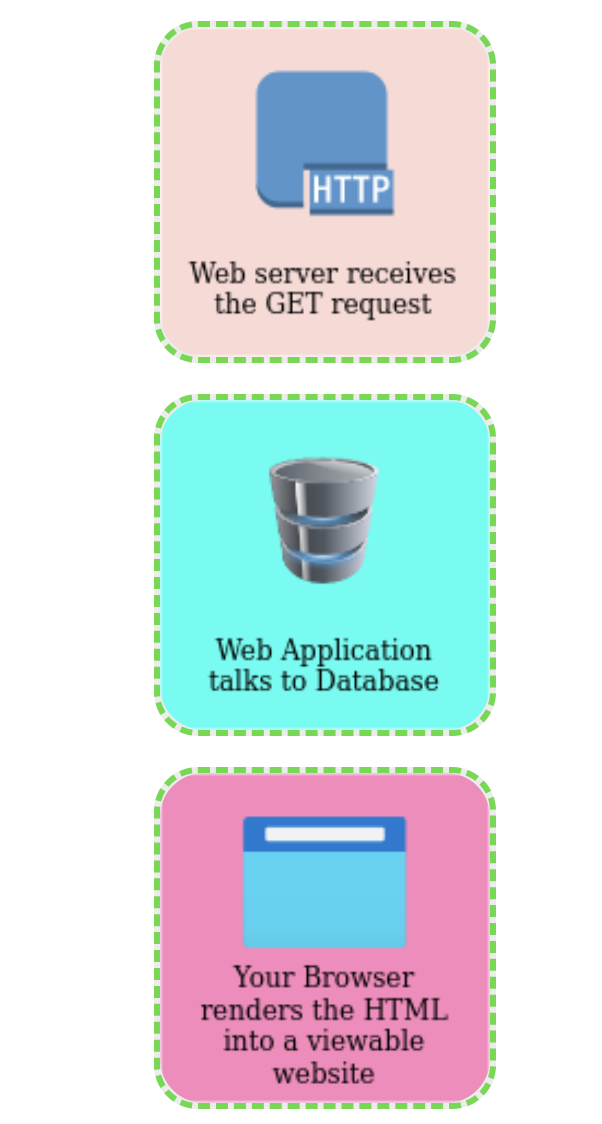 HTTP
Web server receives
the GET request
Web Application
talks to Database
Your Browser
renders the HTML
into a viewable
website